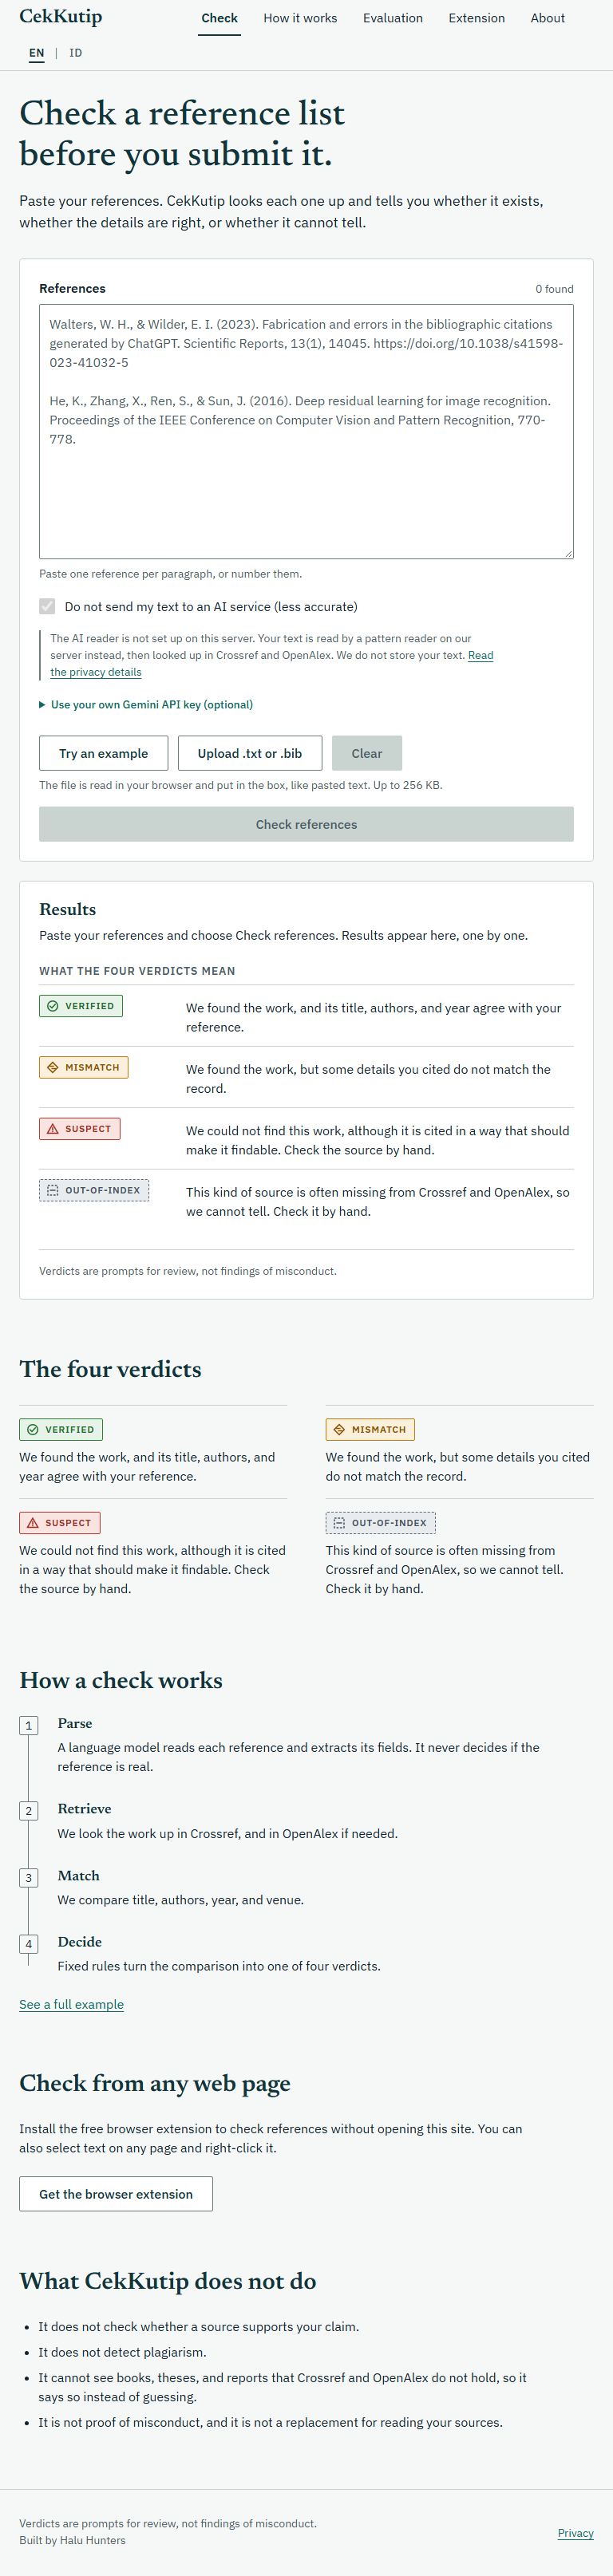 CekKutip
Check
How it works
Evaluation
Extension
About
EN | ID
Check a reference list
before you submit it.
Paste your references. CekKutip looks each one up and tells you whether it exists,
whether the details are right, or whether it cannot tell.
References
0 found
Walters, W. H., & Wilder, E. I. (2023). Fabrication and errors in the bibliographic citations
generated by ChatGPT. Scientific Reports, 13(1), 14045. https://doi.org/10.1038/s41598-
023-41032-5
He, K., Zhang, X., Ren, S., & Sun, J. (2016). Deep residual learning for image recognition.
Proceedings of the IEEE Conference on Computer Vision and Pattern Recognition, 770-
778.
Paste one reference per paragraph, or number them.
Do not send my text to an AI service (less accurate)
The AI reader is not set up on this server. Your text is read by a pattern reader on our
server instead, then looked up in Crossref and OpenAlex. We do not store your text. Read
the privacy details
Use your own Gemini API key (optional)
Try an example
Upload .txt or .bib
Clear
The file is read in your browser and put in the box, like pasted text. Up to 256 KB.
Check references
Results
Paste your references and choose Check references. Results appear here, one by one.
WHAT THE FOUR VERDICTS MEAN
VERIFIED
We found the work, and its title, authors, and year agree with your
reference.
MISMATCH
We found the work, but some details you cited do not match the
record.
SUSPECT
We could not find this work, although it is cited in a way that should
make it findable. Check the source by hand.
OUT-OF-INDEX
This kind of source is often missing from Crossref and OpenAlex, so
we cannot tell. Check it by hand.
Verdicts are prompts for review, not findings of misconduct.
The four verdicts
VERIFIED
We found the work, and its title, authors, and
year agree with your reference.
MISMATCH
We found the work, but some details you cited
do not match the record.
SUSPECT
We could not find this work, although it is cited
in a way that should make it findable. Check
the source by hand.
OUT-OF-INDEX
This kind of source is often missing from
Crossref and OpenAlex, so we cannot tell.
Check it by hand.
How a check works
1
Parse
A language model reads each reference and extracts its fields. It never decides if the
reference is real.
2
Retrieve
We look the work up in Crossref, and in OpenAlex if needed.
3
Match
We compare title, authors, year, and venue.
4
Decide
Fixed rules turn the comparison into one of four verdicts.
See a full example
Check from any web page
Install the free browser extension to check references without opening this site. You can
also select text on any page and right-click it.
Get the browser extension
What CekKutip does not do
• It does not check whether a source supports your claim.
• It does not detect plagiarism.
• It cannot see books, theses, and reports that Crossref and OpenAlex do not hold, so it
says so instead of guessing.
• It is not proof of misconduct, and it is not a replacement for reading your sources.
Verdicts are prompts for review, not findings of misconduct.
Built by Halu Hunters
Privacy